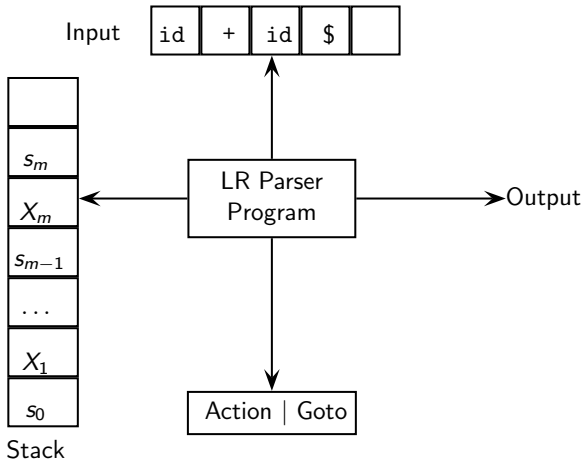 Input id + id $
s_m
LR Parser
Program
X_m
Output
s_{m−1}
...
X_1
s_0
Action | Goto
Stack